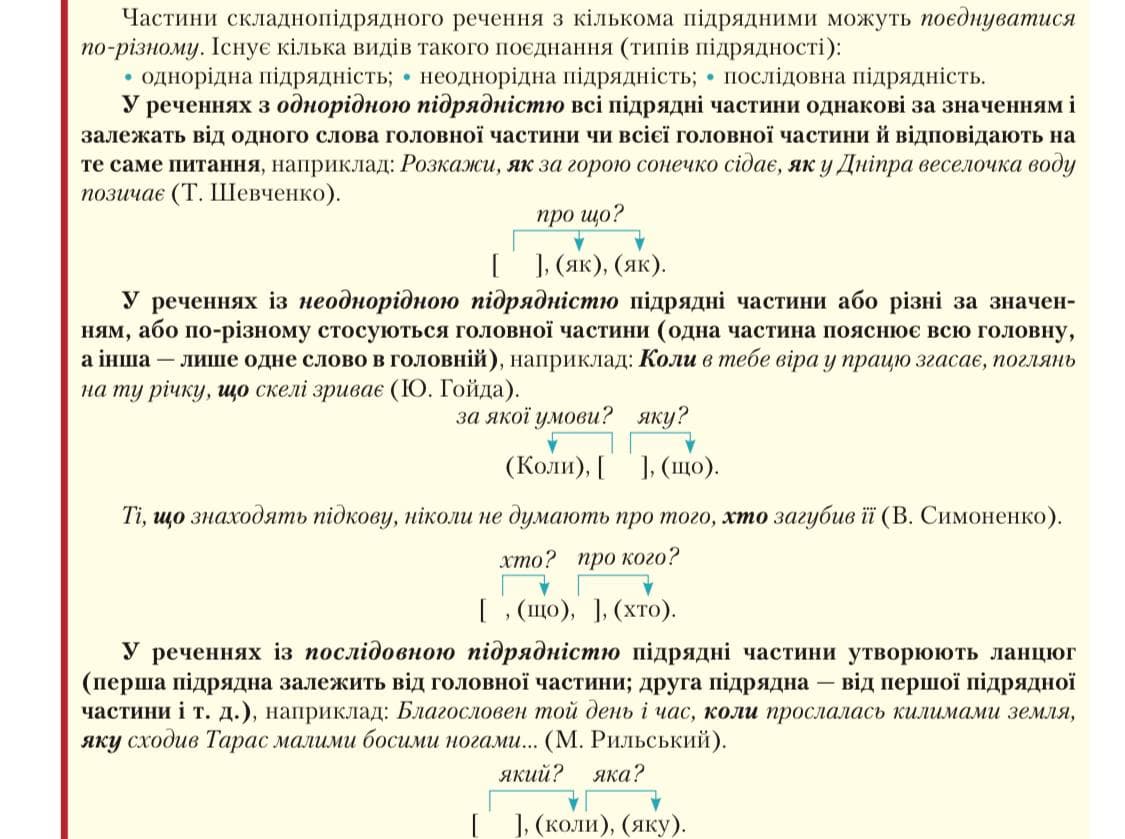 Частини складнопідрядного речення з кількома підрядними можуть поєднуватися
по-різному. Існує кілька видів такого поєднання (типів підрядності):
• однорідна підрядність; • неоднорідна підрядність; • послідовна підрядність.
У реченнях з однорідною підрядністю всі підрядні частини однакові за значенням і
залежать від одного слова головної частини чи всієї головної частини й відповідають на
те саме питання, наприклад: Розкажи, як за горою сонечко сідає, як у Дніпра веселочка воду
позичає (Т. Шевченко).
про що?
[ ], (як), (як).
У реченнях із неоднорідною підрядністю підрядні частини або різні за значен-
ням, або по-різному стосуються головної частини (одна частина пояснює всю головну,
а інша — лише одне слово в головній), наприклад: Коли в тебе віра у працю згасає, поглянь
на ту річку, що скелі зриває (Ю. Гойда).
за якої умови? яку?
(Коли), [ ], (що).
Ті, що знаходять підкову, ніколи не думають про того, хто загубив її (В. Симоненко).
хто? про кого?
[ , (що), ], (хто).
У реченнях із послідовною підрядністю підрядні частини утворюють ланцюг
(перша підрядна залежить від головної частини; друга підрядна — від першої підрядної
частини і т. д.), наприклад: Благословен той день і час, коли прослалась килимами земля,
яку сходив Тарас малими босими ногами... (М. Рильський).
який? яка?
[ ], (коли), (яку).